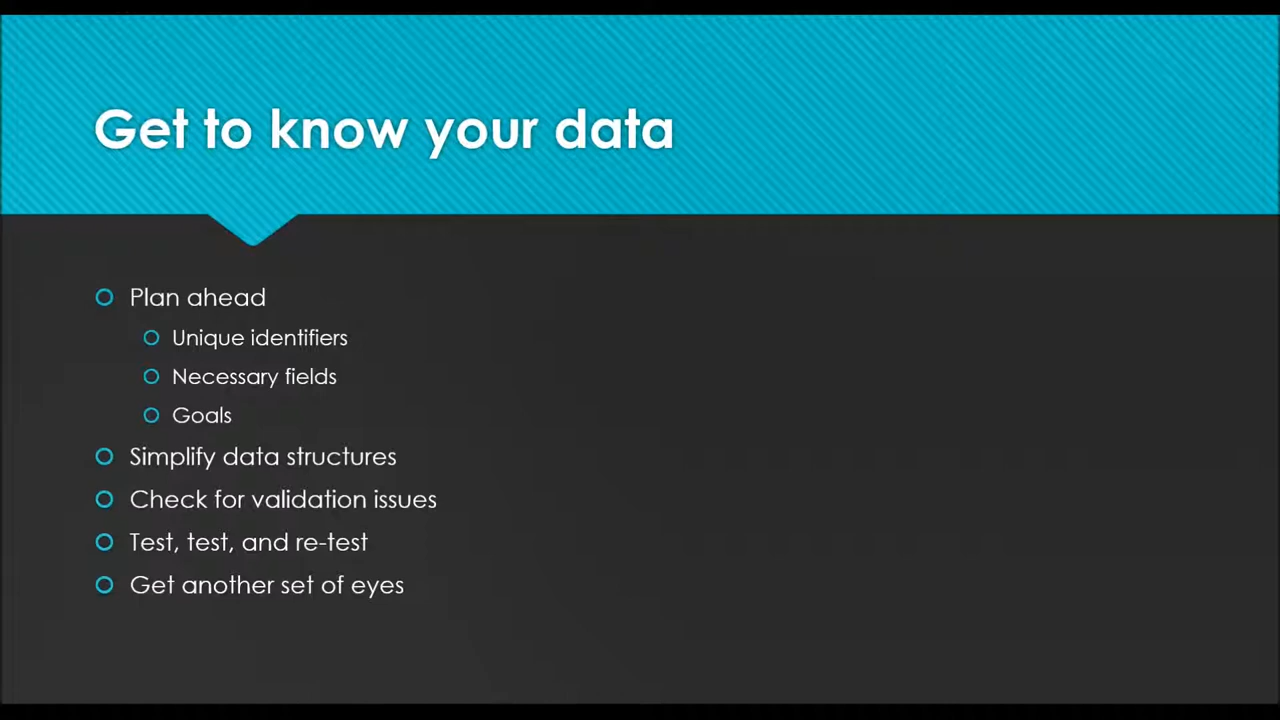 Get to know your data
Plan ahead
Unique identifiers
Necessary fields
Goals
Simplify data structures
Check for validation issues
Test, test, and re-test
Get another set of eyes